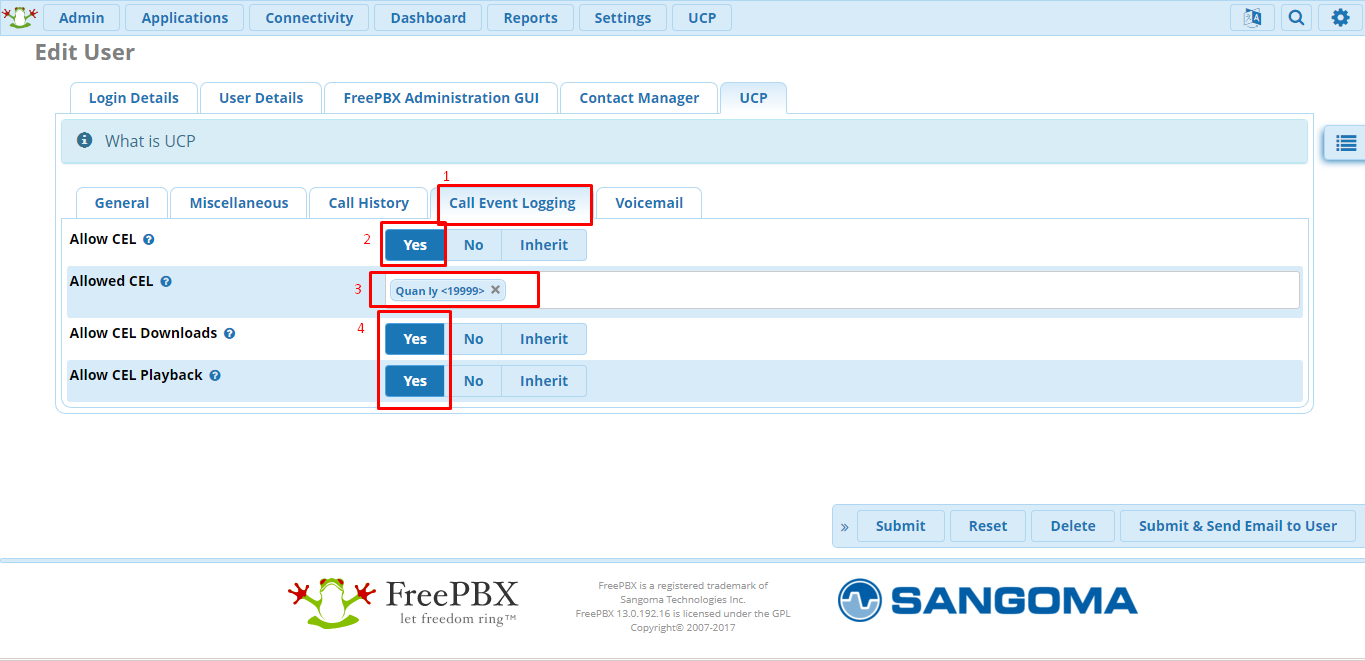 Admin Applications Connectivity Dashboard Reports Settings UCP
Edit User
Login Details User Details FreePBX Administration GUI Contact Manager UCP
What is UCP
1
General Miscellaneous Call History Call Event Logging Voicemail
Allow CEL 2 Yes No Inherit
Allowed CEL 3 Quan ly <19999> ×
Allow CEL Downloads 4 Yes No Inherit
Allow CEL Playback Yes No Inherit
» Submit Reset Delete Submit & Send Email to User
FreePBX
let freedom ring™
FreePBX is a registered trademark of
Sangoma Technologies Inc.
FreePBX 13.0.192.16 is licensed under the GPL
Copyright© 2007-2017
SANGOMA